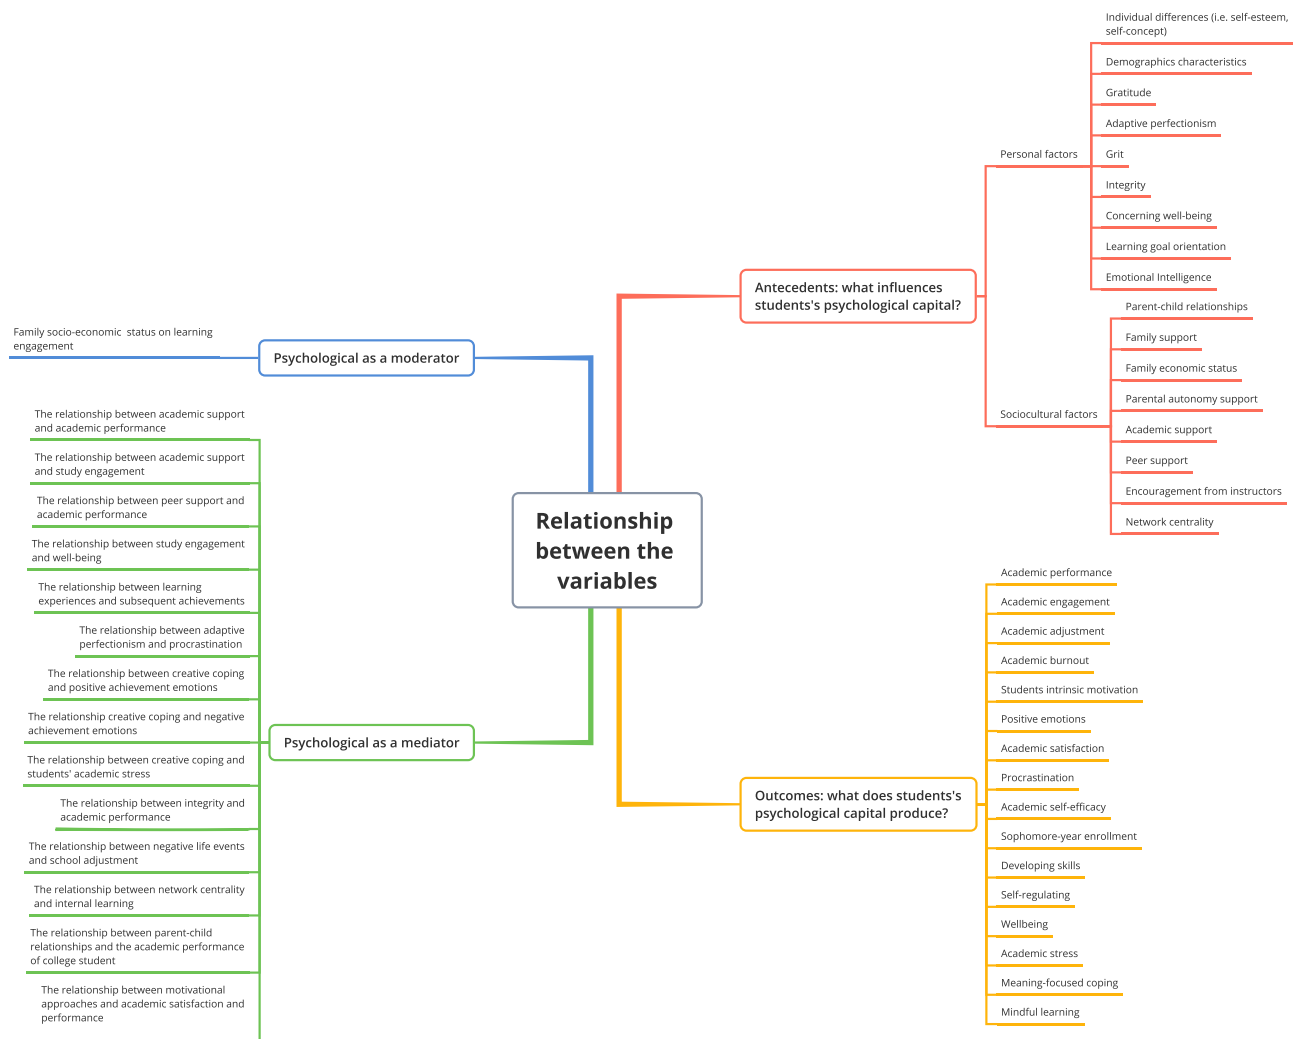 Relationship
between the
variables
Antecedents: what influences
students's psychological capital?
Personal factors
Individual differences (i.e. self-esteem,
self-concept)
Demographics characteristics
Gratitude
Adaptive perfectionism
Grit
Integrity
Concerning well-being
Learning goal orientation
Emotional Intelligence
Sociocultural factors
Parent-child relationships
Family support
Family economic status
Parental autonomy support
Academic support
Peer support
Encouragement from instructors
Network centrality
Outcomes: what does students's
psychological capital produce?
Academic performance
Academic engagement
Academic adjustment
Academic burnout
Students intrinsic motivation
Positive emotions
Academic satisfaction
Procrastination
Academic self-efficacy
Sophomore-year enrollment
Developing skills
Self-regulating
Wellbeing
Academic stress
Meaning-focused coping
Mindful learning
Psychological as a moderator
Family socio-economic  status on learning
engagement
Psychological as a mediator
The relationship between academic support
and academic performance
The relationship between academic support
and study engagement
The relationship between peer support and
academic performance
The relationship between study engagement
and well-being
The relationship between learning
experiences and subsequent achievements
The relationship between adaptive
perfectionism and procrastination
The relationship between creative coping
and positive achievement emotions
The relationship creative coping and negative
achievement emotions
The relationship between creative coping and
students' academic stress
The relationship between integrity and
academic performance
The relationship between negative life events
and school adjustment
The relationship between network centrality
and internal learning
The relationship between parent-child
relationships and the academic performance
of college student
The relationship between motivational
approaches and academic satisfaction and
performance